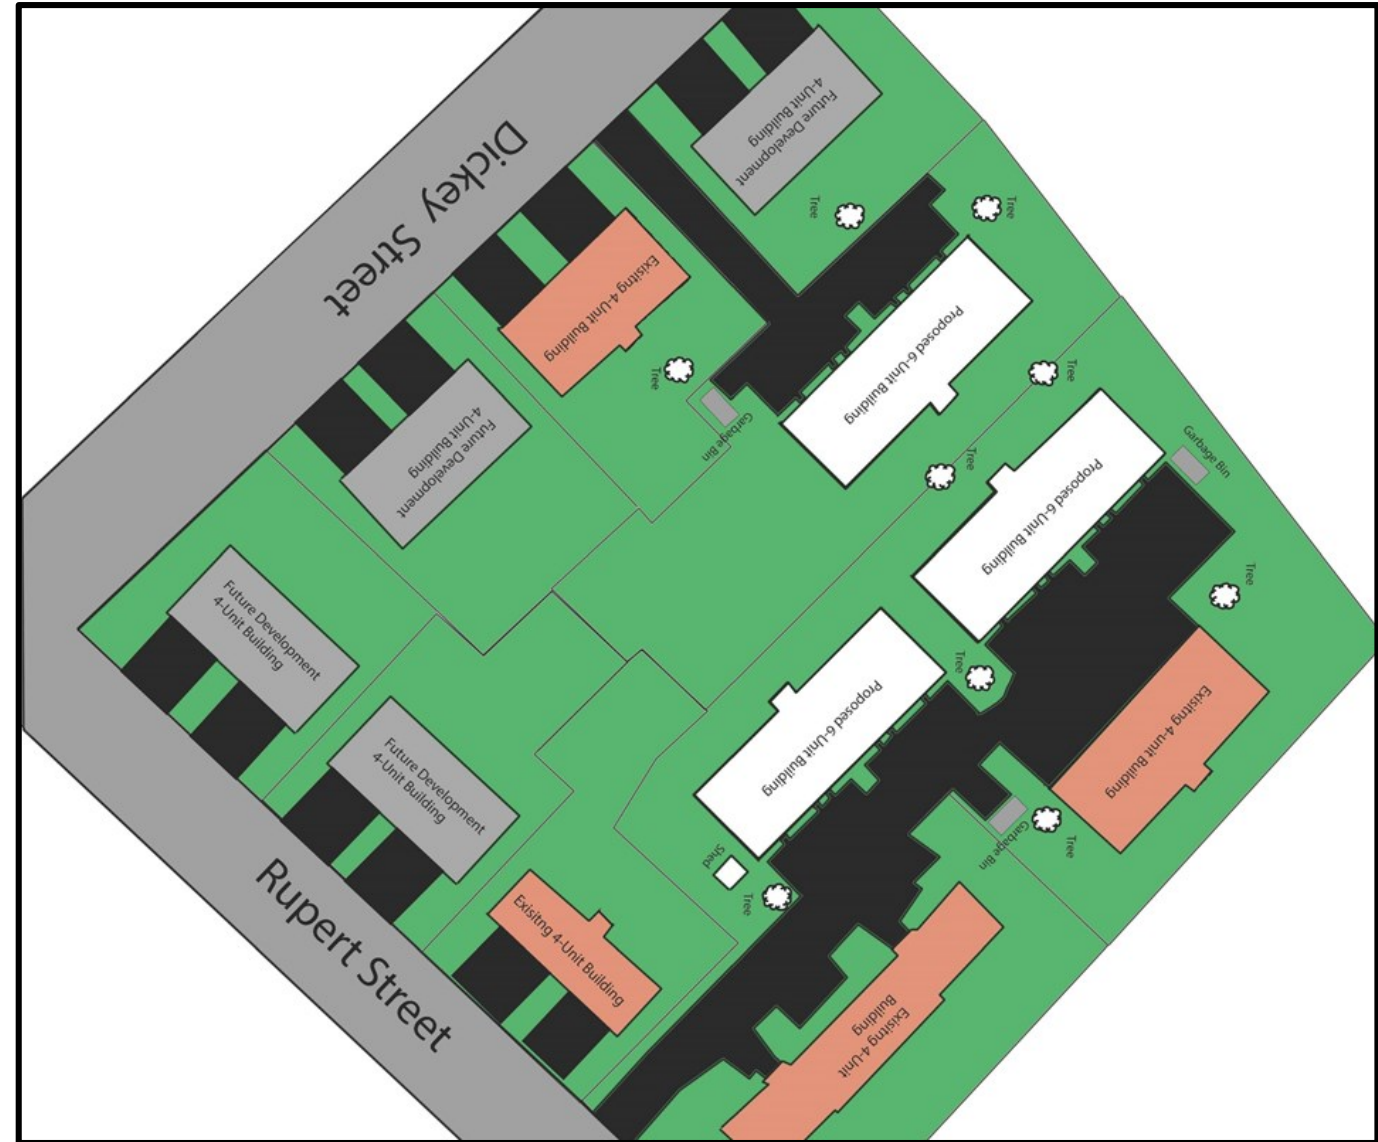 Dickey Street
Future Development
4-Unit Building
Tree
Tree
Exisitng 4-Unit Building
Tree
Garbage Bin
Proposed 6-Unit Building
Tree
Tree
Future Development
4-Unit Building
Garbage Bin
Proposed 6-Unit Building
Tree
Future Development
4-Unit Building
Tree
Proposed 6-Unit Building
Exisitng 4-unit Building
Future Development
4-Unit Building
Garbage Bin
Tree
Shed
Tree
Exisitng 4-Unit Building
Rupert Street
Exisitng 4-Unit
Building